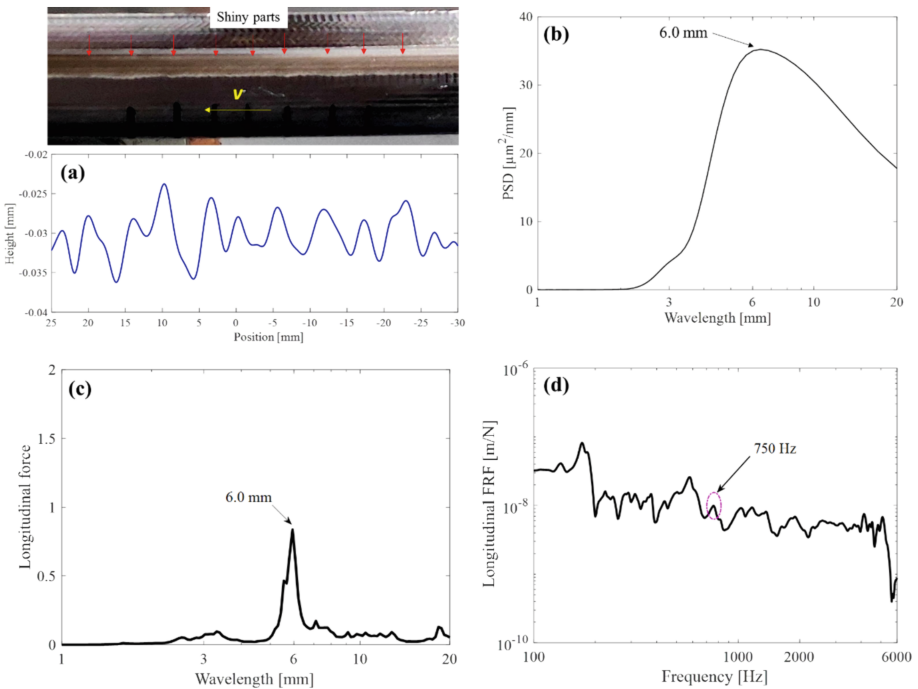 Shiny parts
v
(a)
Height [mm]
-0.02
-0.025
-0.03
-0.035
-0.04
25 20 15 10 5 0 -5 -10 -15 -20 -25 -30
Position [mm]
(b)
6.0 mm
PSD [µm²/mm]
40
30
20
10
0
1 3 6 10 20
Wavelength [mm]
(c)
6.0 mm
Longitudinal force
2
1.5
1
0.5
0
1 3 6 10 20
Wavelength [mm]
(d)
750 Hz
Longitudinal FRF [m/N]
10⁻⁶
10⁻⁸
10⁻¹⁰
100 1000 2000 6000
Frequency [Hz]